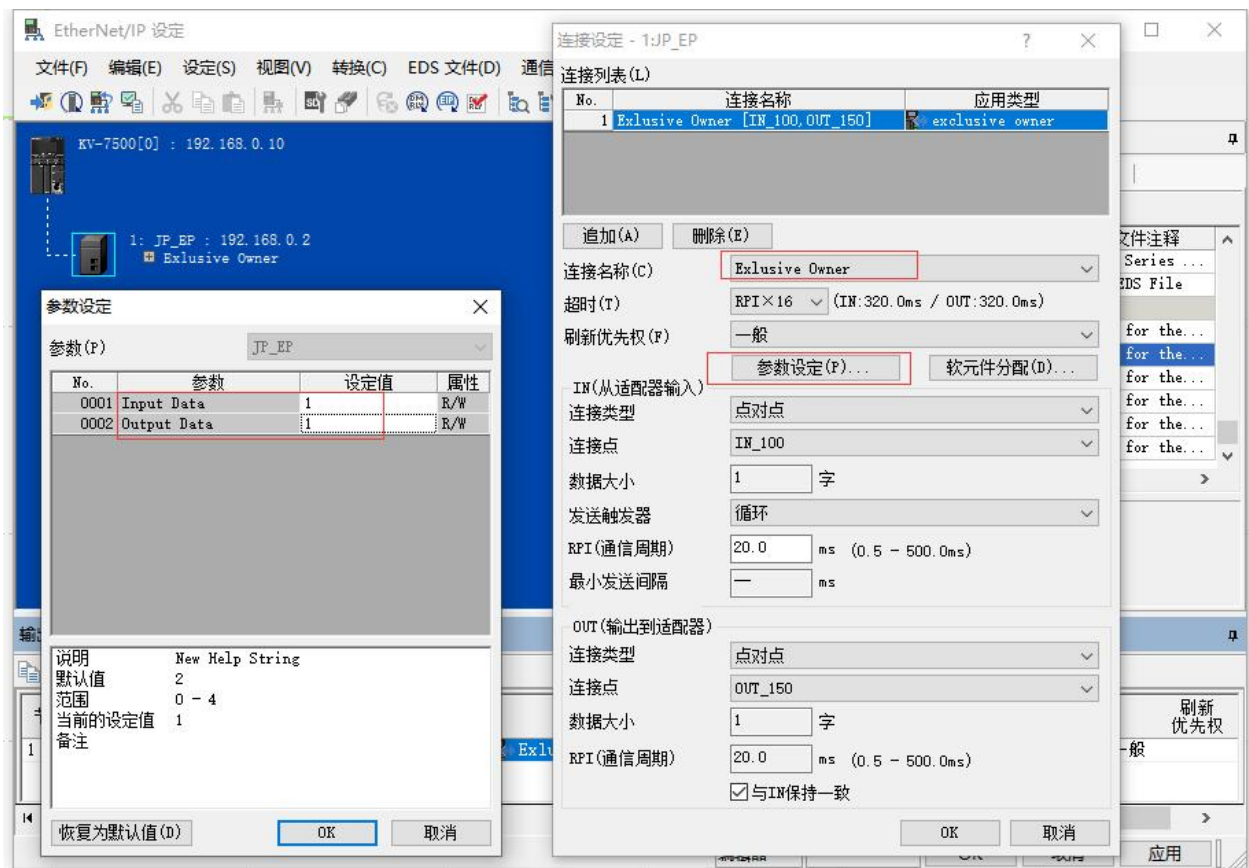 EtherNet/IP 设定
文件(F) 编辑(E) 设定(S) 视图(V) 转换(C) EDS 文件(D) 通信
KV-7500[0] : 192.168.0.10
1: JP_EP : 192.168.0.2
Exlusive Owner
参数设定
参数(P) JP_EP
No. 参数 设定值 属性
0001 Input Data 1 R/W
0002 Output Data 1 R/W
说明 New Help String
默认值 2
范围 0 - 4
当前的设定值 1
备注
恢复为默认值(D) OK 取消
连接设定 - 1:JP_EP ?
连接列表(L)
No. 连接名称 应用类型
1 Exlusive Owner [IN_100,OUT_150] exclusive owner
追加(A) 删除(E)
连接名称(C) Exlusive Owner
超时(T) RPI×16 (IN:320.0ms / OUT:320.0ms)
刷新优先权(F) 一般
参数设定(P)... 软元件分配(D)...
IN(从适配器输入)
连接类型 点对点
连接点 IN_100
数据大小 1 字
发送触发器 循环
RPI(通信周期) 20.0 ms (0.5 - 500.0ms)
最小发送间隔 — ms
OUT(输出到适配器)
连接类型 点对点
连接点 OUT_150
数据大小 1 字
RPI(通信周期) 20.0 ms (0.5 - 500.0ms)
与IN保持一致
OK 取消
文件注释
Series ...
EDS File
for the...
for the...
for the...
for the...
for the...
for the...
刷新
优先权
1 Exlu 一般
应用